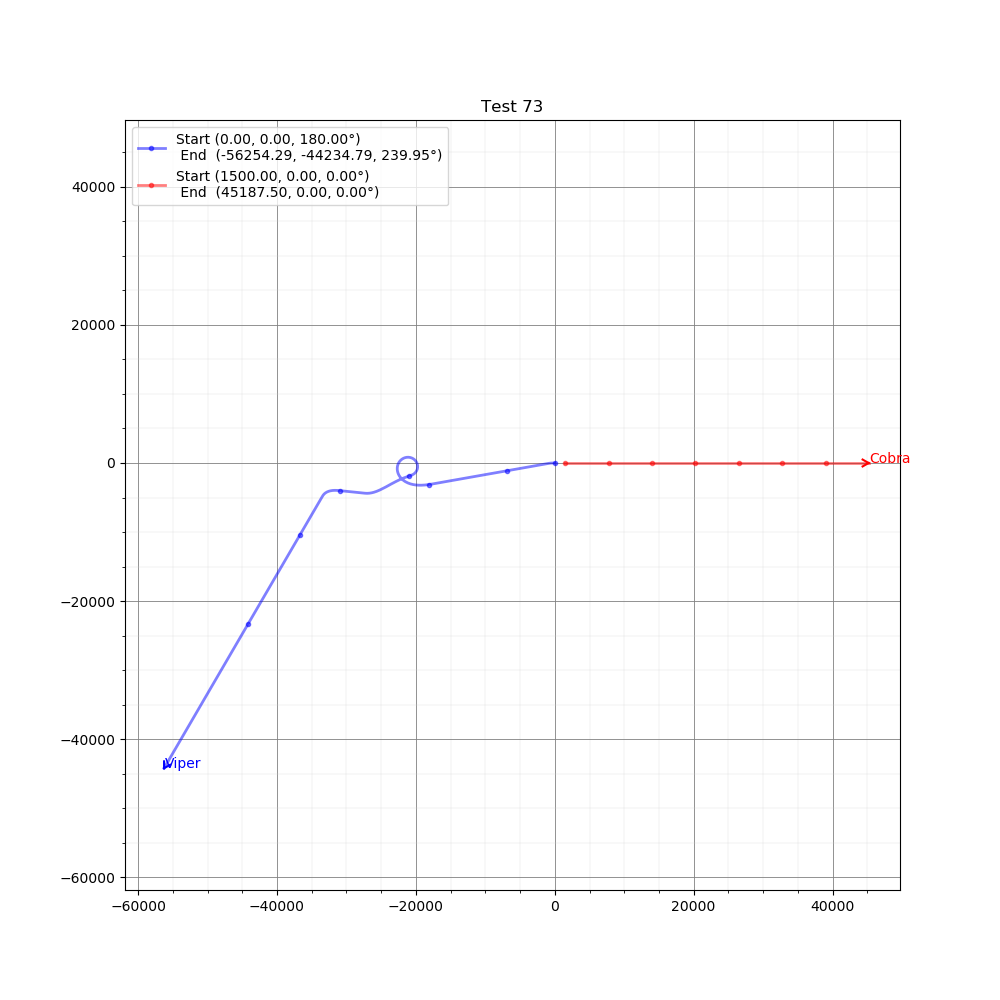 Test 73
Start (0.00, 0.00, 180.00°)
End  (-56254.29, -44234.79, 239.95°)
Start (1500.00, 0.00, 0.00°)
End  (45187.50, 0.00, 0.00°)
40000
20000
0
−20000
−40000
−60000
Cobra
Viper
−60000
−40000
−20000
0
20000
40000